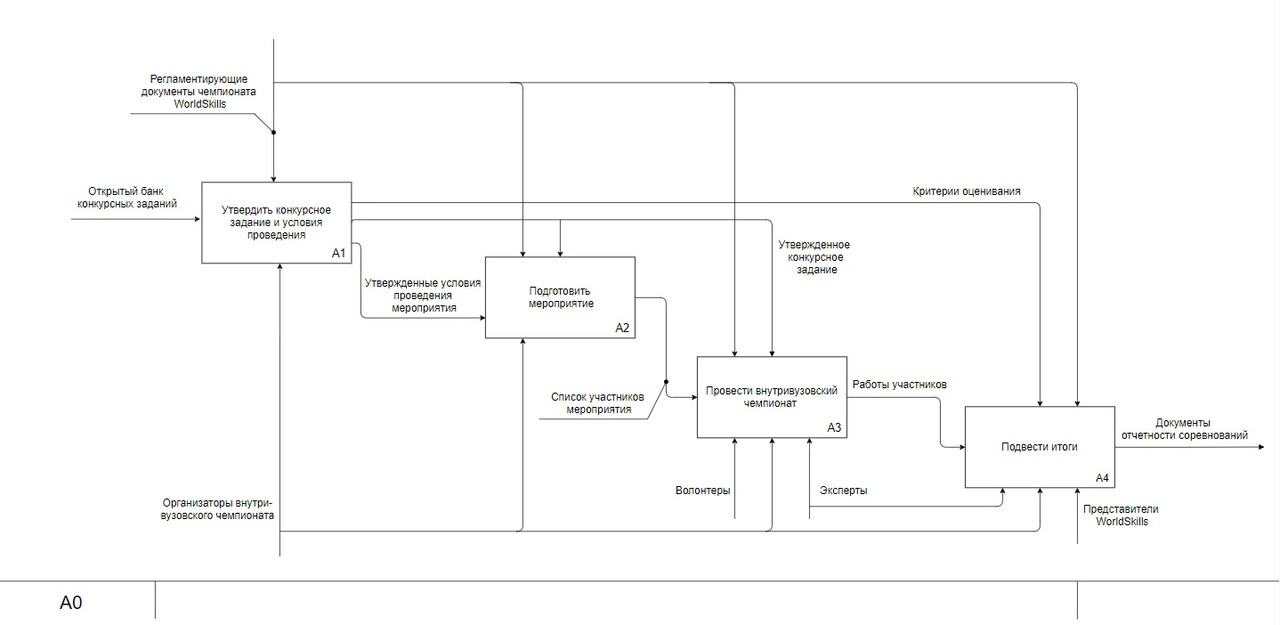 Регламентирующие
документы чемпионата
WorldSkills
Открытый банк
конкурсных заданий
Утвердить конкурсное
задание и условия
проведения
A1
Критерии оценивания
Утвержденное
конкурсное
задание
Утвержденные условия
проведения
мероприятия
Подготовить
мероприятие
A2
Список участников
мероприятия
Провести внутривузовский
чемпионат
A3
Работы участников
Подвести итоги
A4
Документы
отчетности соревнований
Волонтеры
Эксперты
Организаторы внутри-
вузовского чемпионата
Представители
WorldSkills
A0